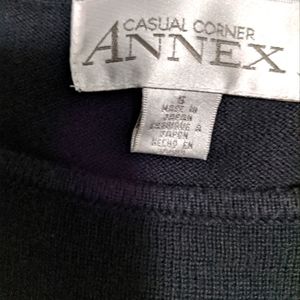 CASUAL CORNER
ANNEX
S
MADE IN
JAPAN
FABRIQUE A
JAPON
HECHO EN